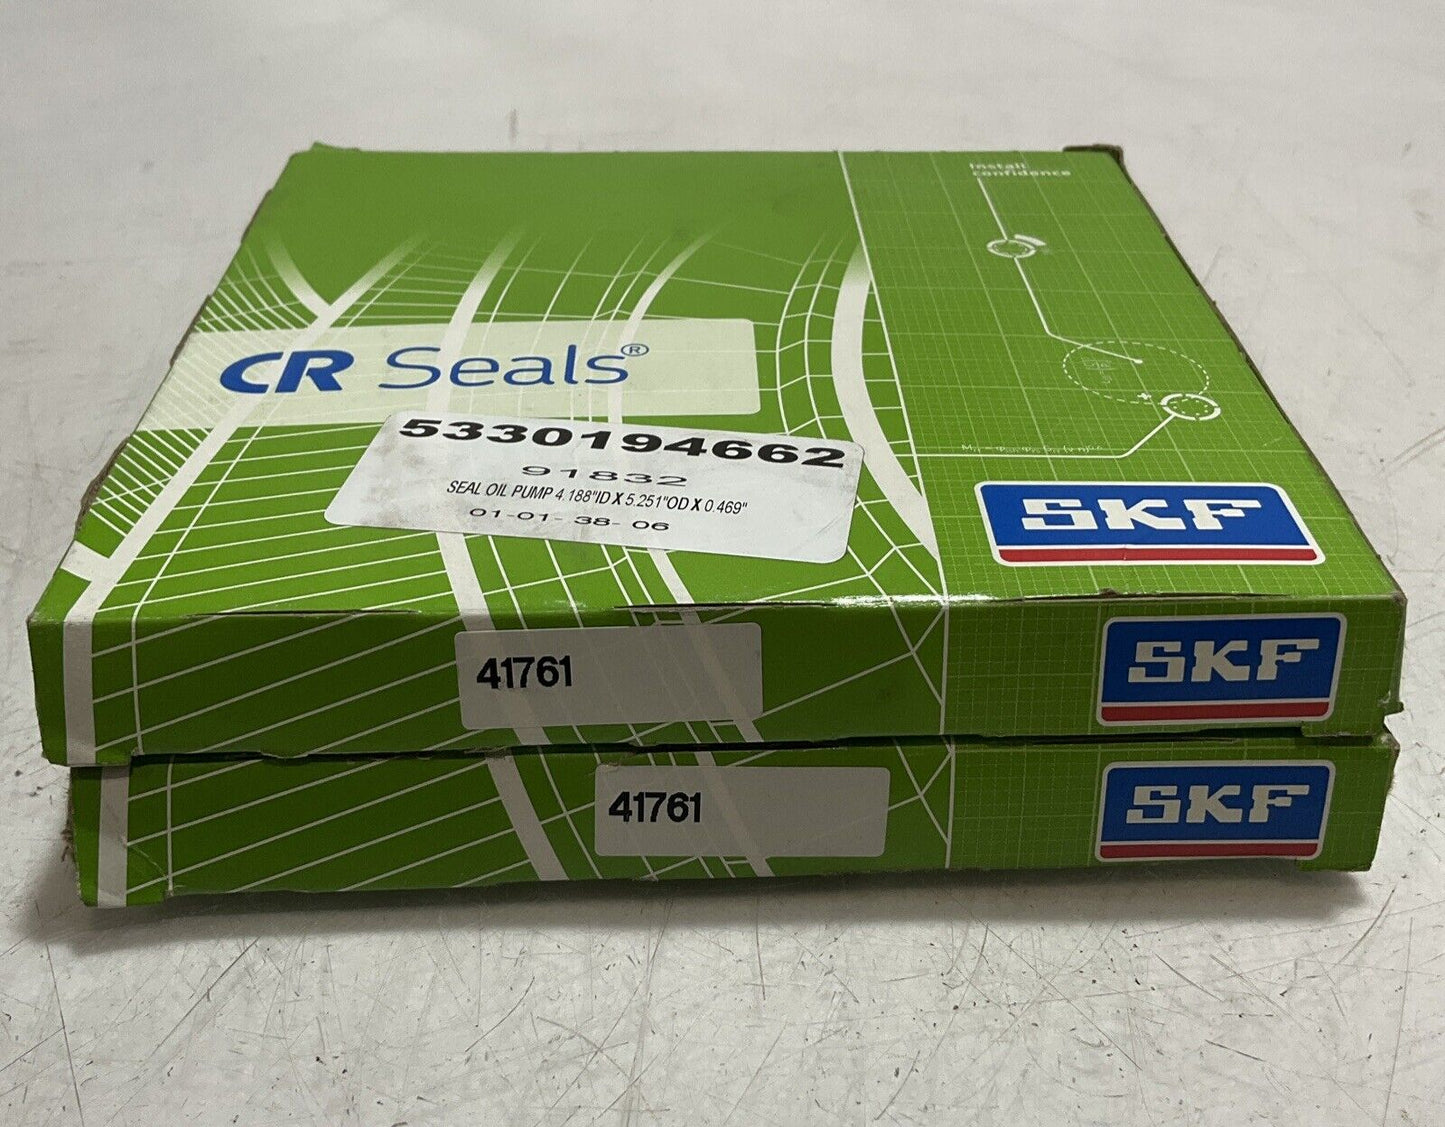 Install
confidence
CR Seals®
5330194662
91832
SEAL OIL PUMP 4.188"ID X 5.251"OD X 0.469"
01-01- 38- 06
SKF
41761
SKF
41761
SKF